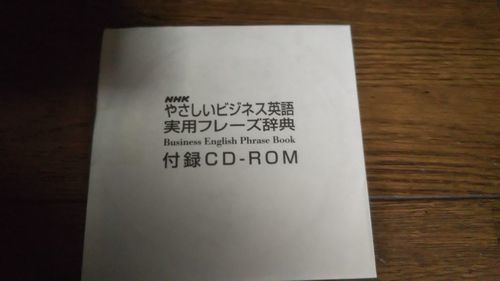 NHK
やさしいビジネス英語
実用フレーズ辞典
Business English Phrase Book
付録CD-ROM